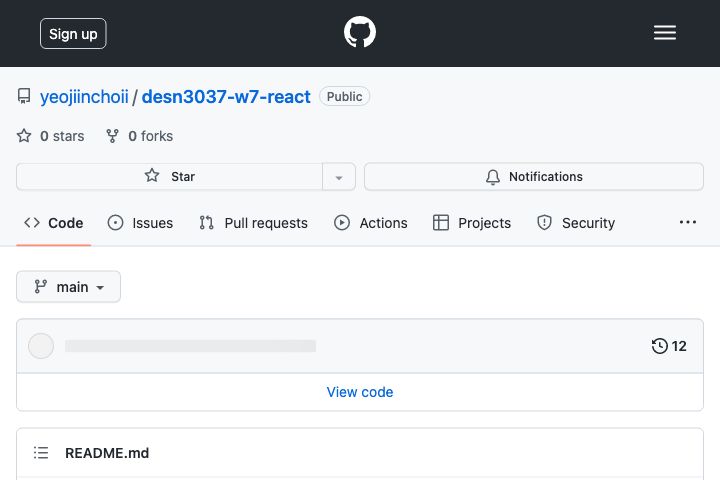 Sign up
yeojiinchoii / desn3037-w7-react Public
0 stars 0 forks
Star Notifications
Code Issues Pull requests Actions Projects Security
main
12
View code
README.md